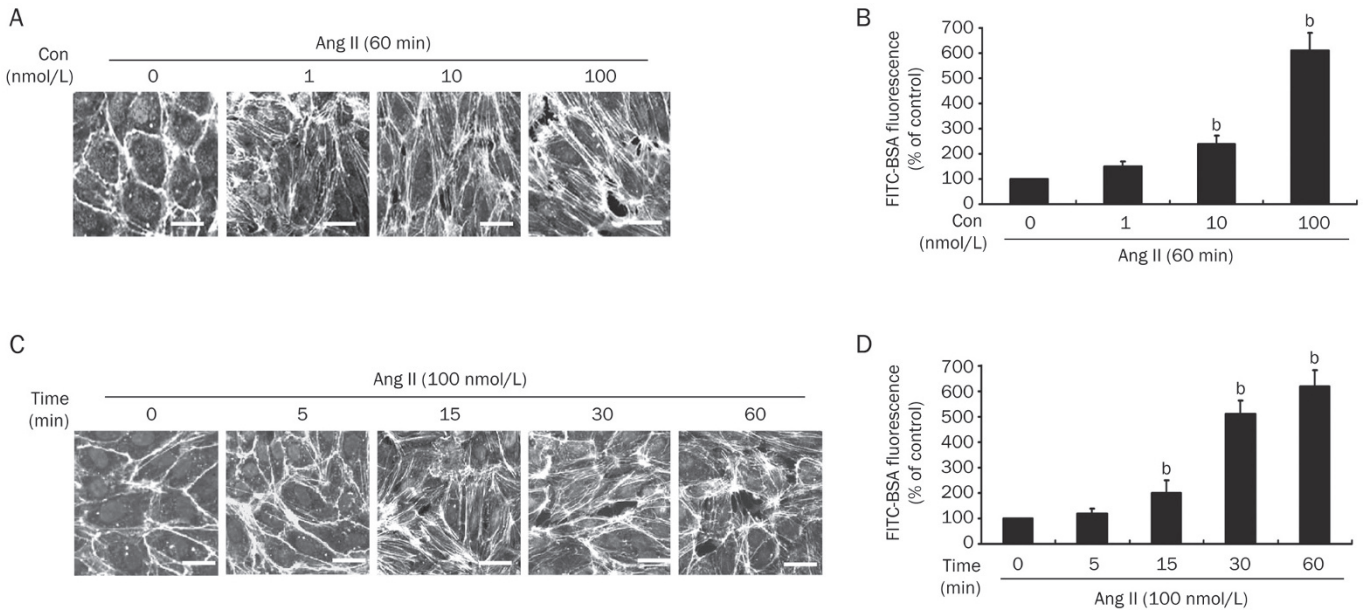 A
Ang II (60 min)
Con
(nmol/L)
0 1 10 100
B
FITC-BSA fluorescence
(% of control)
700
600
500
400
300
200
100
0
b
b
Con
(nmol/L)
0 1 10 100
Ang II (60 min)
C
Ang II (100 nmol/L)
Time
(min)
0 5 15 30 60
D
FITC-BSA fluorescence
(% of control)
700
600
500
400
300
200
100
0
b
b
b
Time
(min)
0 5 15 30 60
Ang II (100 nmol/L)